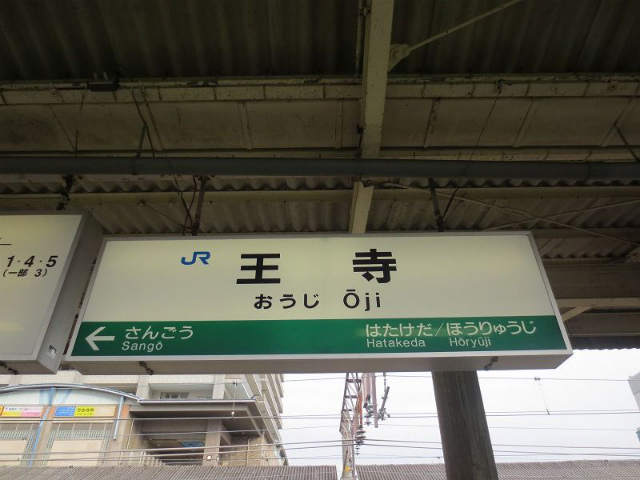 1・4・5
(一部 3)
JR 王寺
おうじ Ōji
← さんごう はたけだ/ほうりゅうじ
Sangō Hatakeda Hōryūji